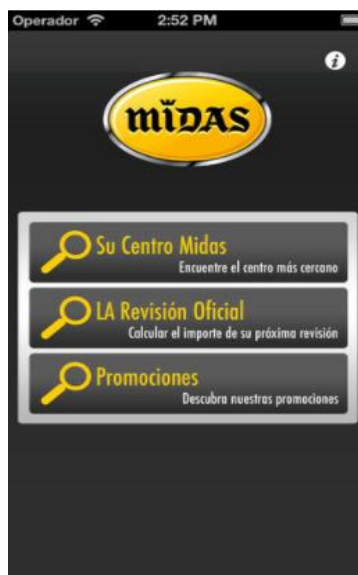 Operador 2:52 PM
i
MIDAS
Su Centro Midas
Encuentre el centro más cercano
LA Revisión Oficial
Calcular el importe de su próxima revisión
Promociones
Descubra nuestras promociones